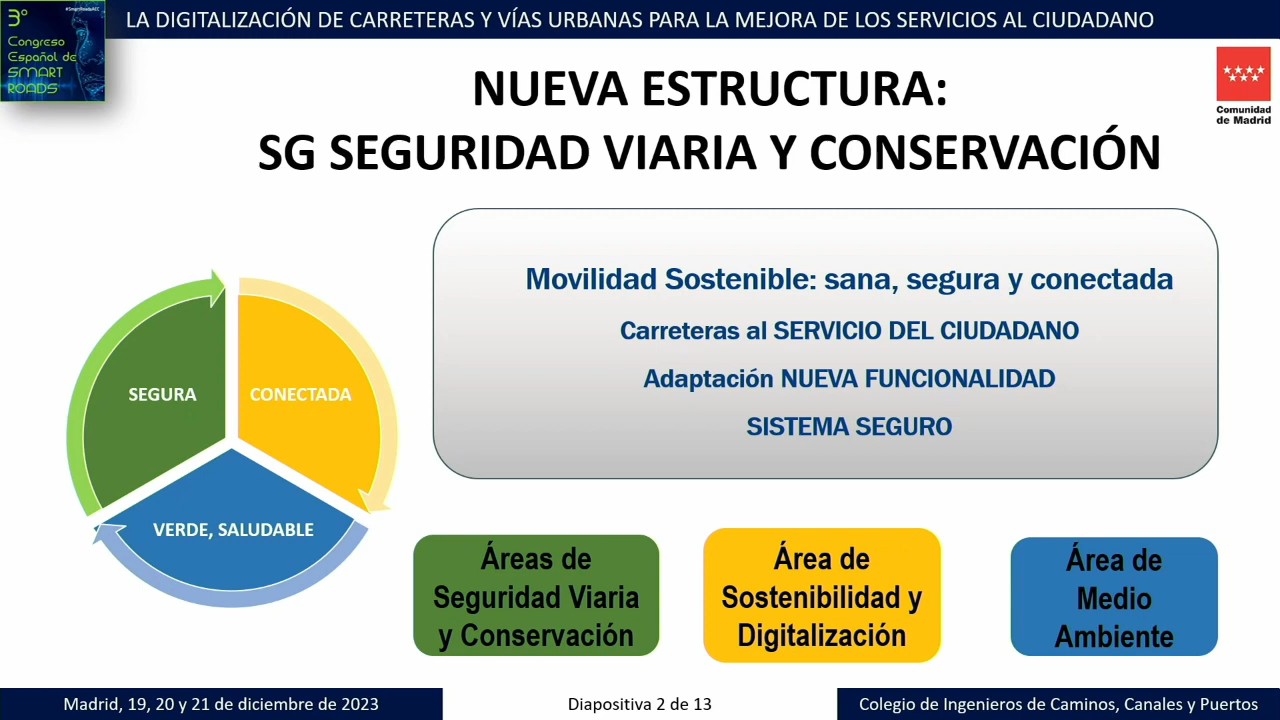 3º
Congreso
Español de
SMART
ROADS
#SmartRoadsAEC
LA DIGITALIZACIÓN DE CARRETERAS Y VÍAS URBANAS PARA LA MEJORA DE LOS SERVICIOS AL CIUDADANO
Comunidad
de Madrid
NUEVA ESTRUCTURA:
SG SEGURIDAD VIARIA Y CONSERVACIÓN
SEGURA
CONECTADA
VERDE, SALUDABLE
Movilidad Sostenible: sana, segura y conectada
Carreteras al SERVICIO DEL CIUDADANO
Adaptación NUEVA FUNCIONALIDAD
SISTEMA SEGURO
Áreas de
Seguridad Viaria
y Conservación
Área de
Sostenibilidad y
Digitalización
Área de
Medio
Ambiente
Madrid, 19, 20 y 21 de diciembre de 2023
Diapositiva 2 de 13
Colegio de Ingenieros de Caminos, Canales y Puertos